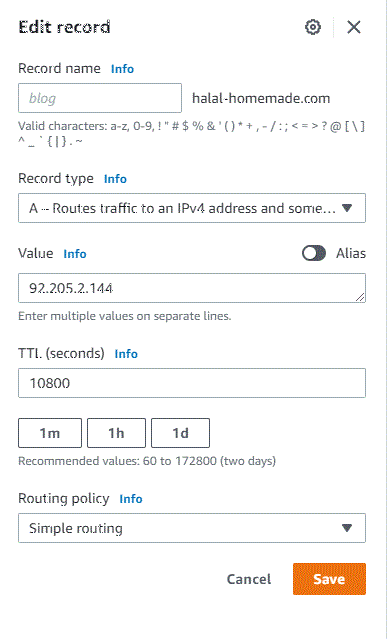 Edit record
Record name Info
blog halal-homemade.com
Valid characters: a-z, 0-9, ! " # $ % & ' ( ) * + , - / : ; < = > ? @ [ \ ]
^ _ ` { | } . ~
Record type Info
A – Routes traffic to an IPv4 address and some...
Value Info Alias
92.205.2.144
Enter multiple values on separate lines.
TTL (seconds) Info
10800
1m 1h 1d
Recommended values: 60 to 172800 (two days)
Routing policy Info
Simple routing
Cancel Save